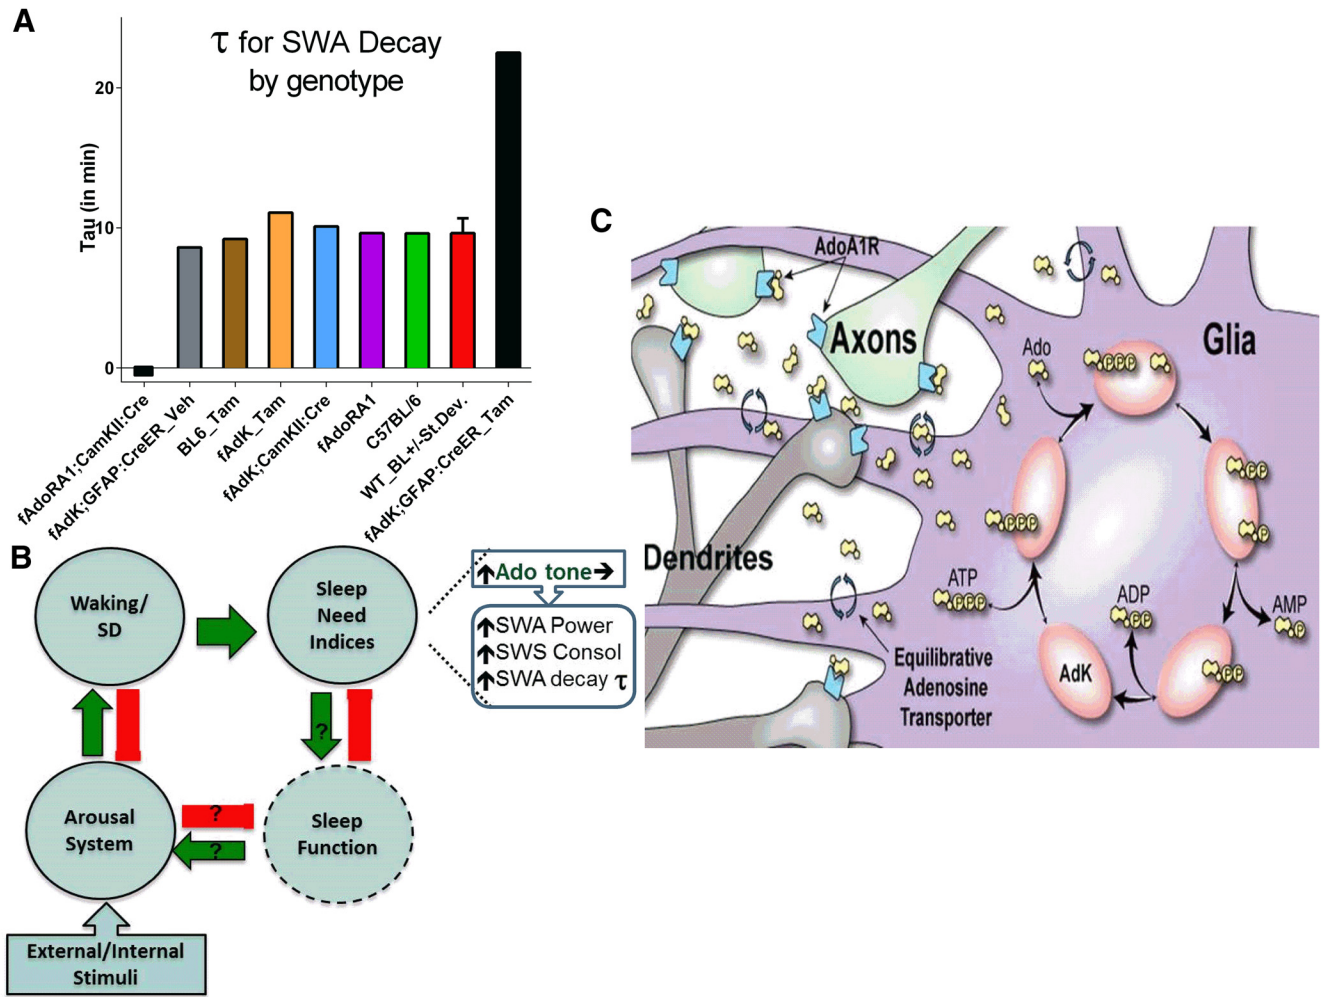 A
τ for SWA Decay
by genotype
Tau (in min)
20
10
0
fAdoRA1;CamKII:Cre
fAdK;GFAP:CreER_Veh
BL6_Tam
fAdK_Tam
fAdK;CamKII:Cre
fAdoRA1
C57BL/6
WT_BL+/-St.Dev.
fAdK;GFAP:CreER_Tam
B
Waking/
SD
Sleep
Need
Indices
Ado tone
SWA Power
SWS Consol
SWA decay τ
?
?
?
Arousal
System
Sleep
Function
External/Internal
Stimuli
C
AdoA1R
Axons
Glia
Ado
P P P
P P
P
P P P
Dendrites
ATP
P P P
ADP
P P
AMP
P
P P
AdK
Equilibrative
Adenosine
Transporter